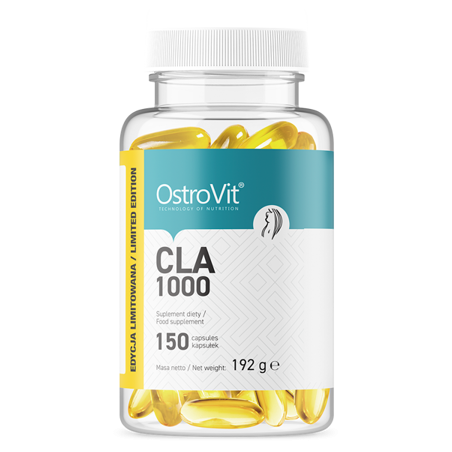 EDYCJA LIMITOWANA / LIMITED EDITION
OstroVit®
TECHNOLOGY OF NUTRITION
CLA
1000
Suplement diety /
Food supplement
150 capsules
kapsułek
Masa netto / Net weight: 192 g ℮